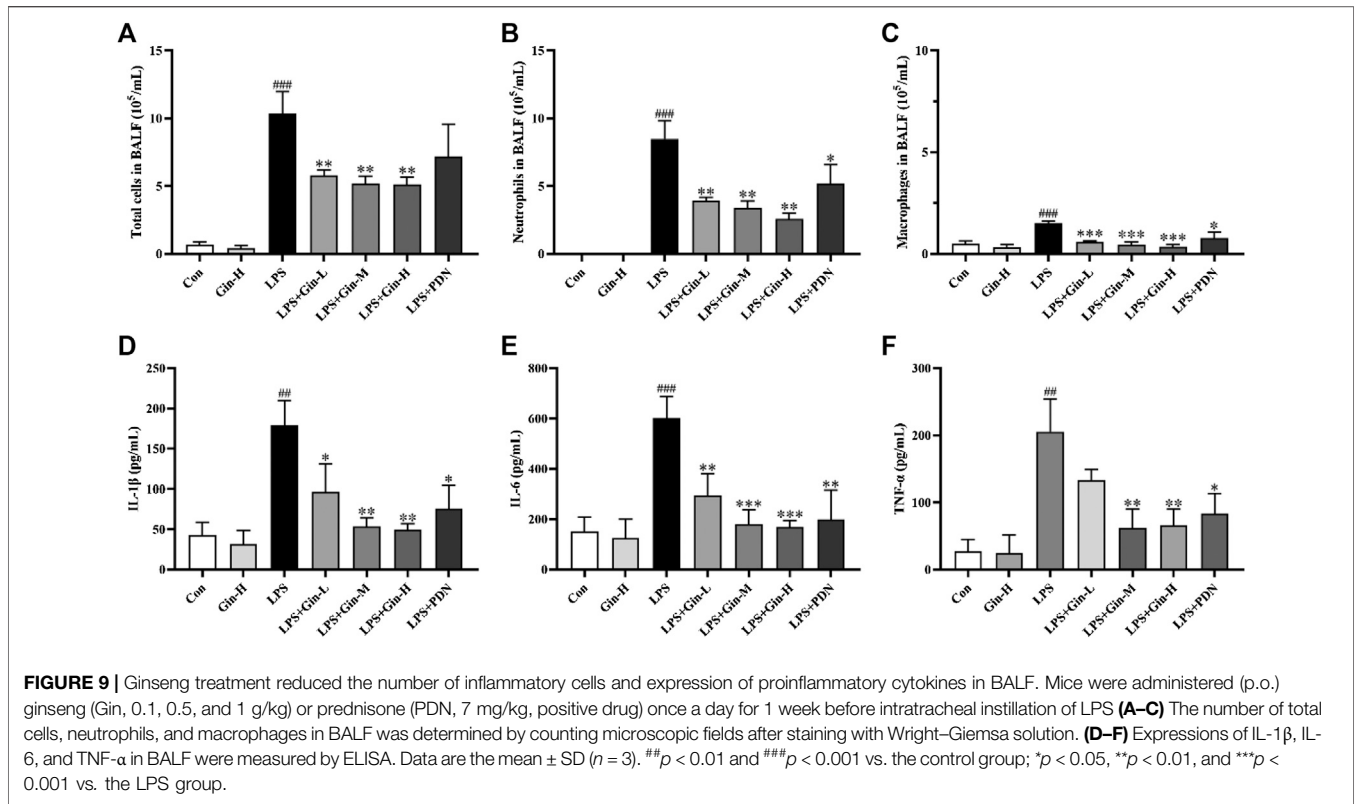 A
Total cells in BALF (10⁵/mL)
15
10
5
0
###
**
**
**
Con
Gin-H
LPS
LPS+Gin-L
LPS+Gin-M
LPS+Gin-H
LPS+PDN
B
Neutrophils in BALF (10⁵/mL)
15
10
5
0
###
**
**
**
*
Con
Gin-H
LPS
LPS+Gin-L
LPS+Gin-M
LPS+Gin-H
LPS+PDN
C
Macrophages in BALF (10⁵/mL)
10
5
0
###
***
***
***
*
Con
Gin-H
LPS
LPS+Gin-L
LPS+Gin-M
LPS+Gin-H
LPS+PDN
D
IL-1β (pg/mL)
250
200
150
100
50
0
##
*
**
**
*
Con
Gin-H
LPS
LPS+Gin-L
LPS+Gin-M
LPS+Gin-H
LPS+PDN
E
IL-6 (pg/mL)
800
600
400
200
0
###
**
***
***
**
Con
Gin-H
LPS
LPS+Gin-L
LPS+Gin-M
LPS+Gin-H
LPS+PDN
F
TNF-α (pg/mL)
300
200
100
0
##
**
**
*
Con
Gin-H
LPS
LPS+Gin-L
LPS+Gin-M
LPS+Gin-H
LPS+PDN
FIGURE 9 | Ginseng treatment reduced the number of inflammatory cells and expression of proinflammatory cytokines in BALF. Mice were administered (p.o.)
ginseng (Gin, 0.1, 0.5, and 1 g/kg) or prednisone (PDN, 7 mg/kg, positive drug) once a day for 1 week before intratracheal instillation of LPS (A–C) The number of total
cells, neutrophils, and macrophages in BALF was determined by counting microscopic fields after staining with Wright–Giemsa solution. (D–F) Expressions of IL-1β, IL-
6, and TNF-α in BALF were measured by ELISA. Data are the mean ± SD (n = 3). ##p < 0.01 and ###p < 0.001 vs. the control group; *p < 0.05, **p < 0.01, and ***p <
0.001 vs. the LPS group.